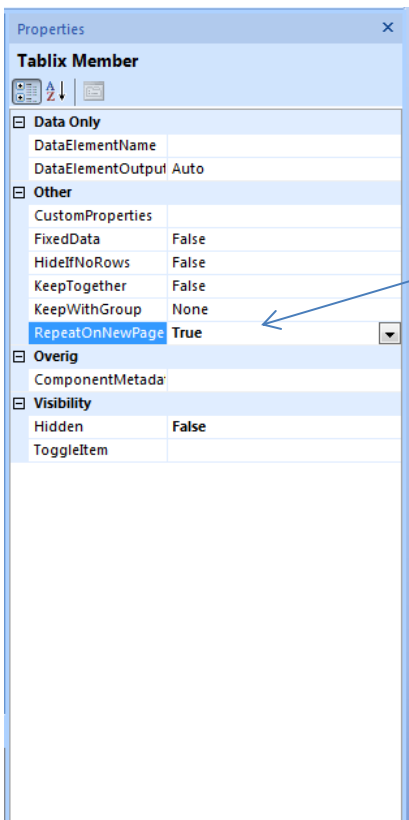 Properties
Tablix Member
Data Only
DataElementName
DataElementOutput Auto
Other
CustomProperties
FixedData False
HideIfNoRows False
KeepTogether False
KeepWithGroup None
RepeatOnNewPage True
Overig
ComponentMetada
Visibility
Hidden False
ToggleItem